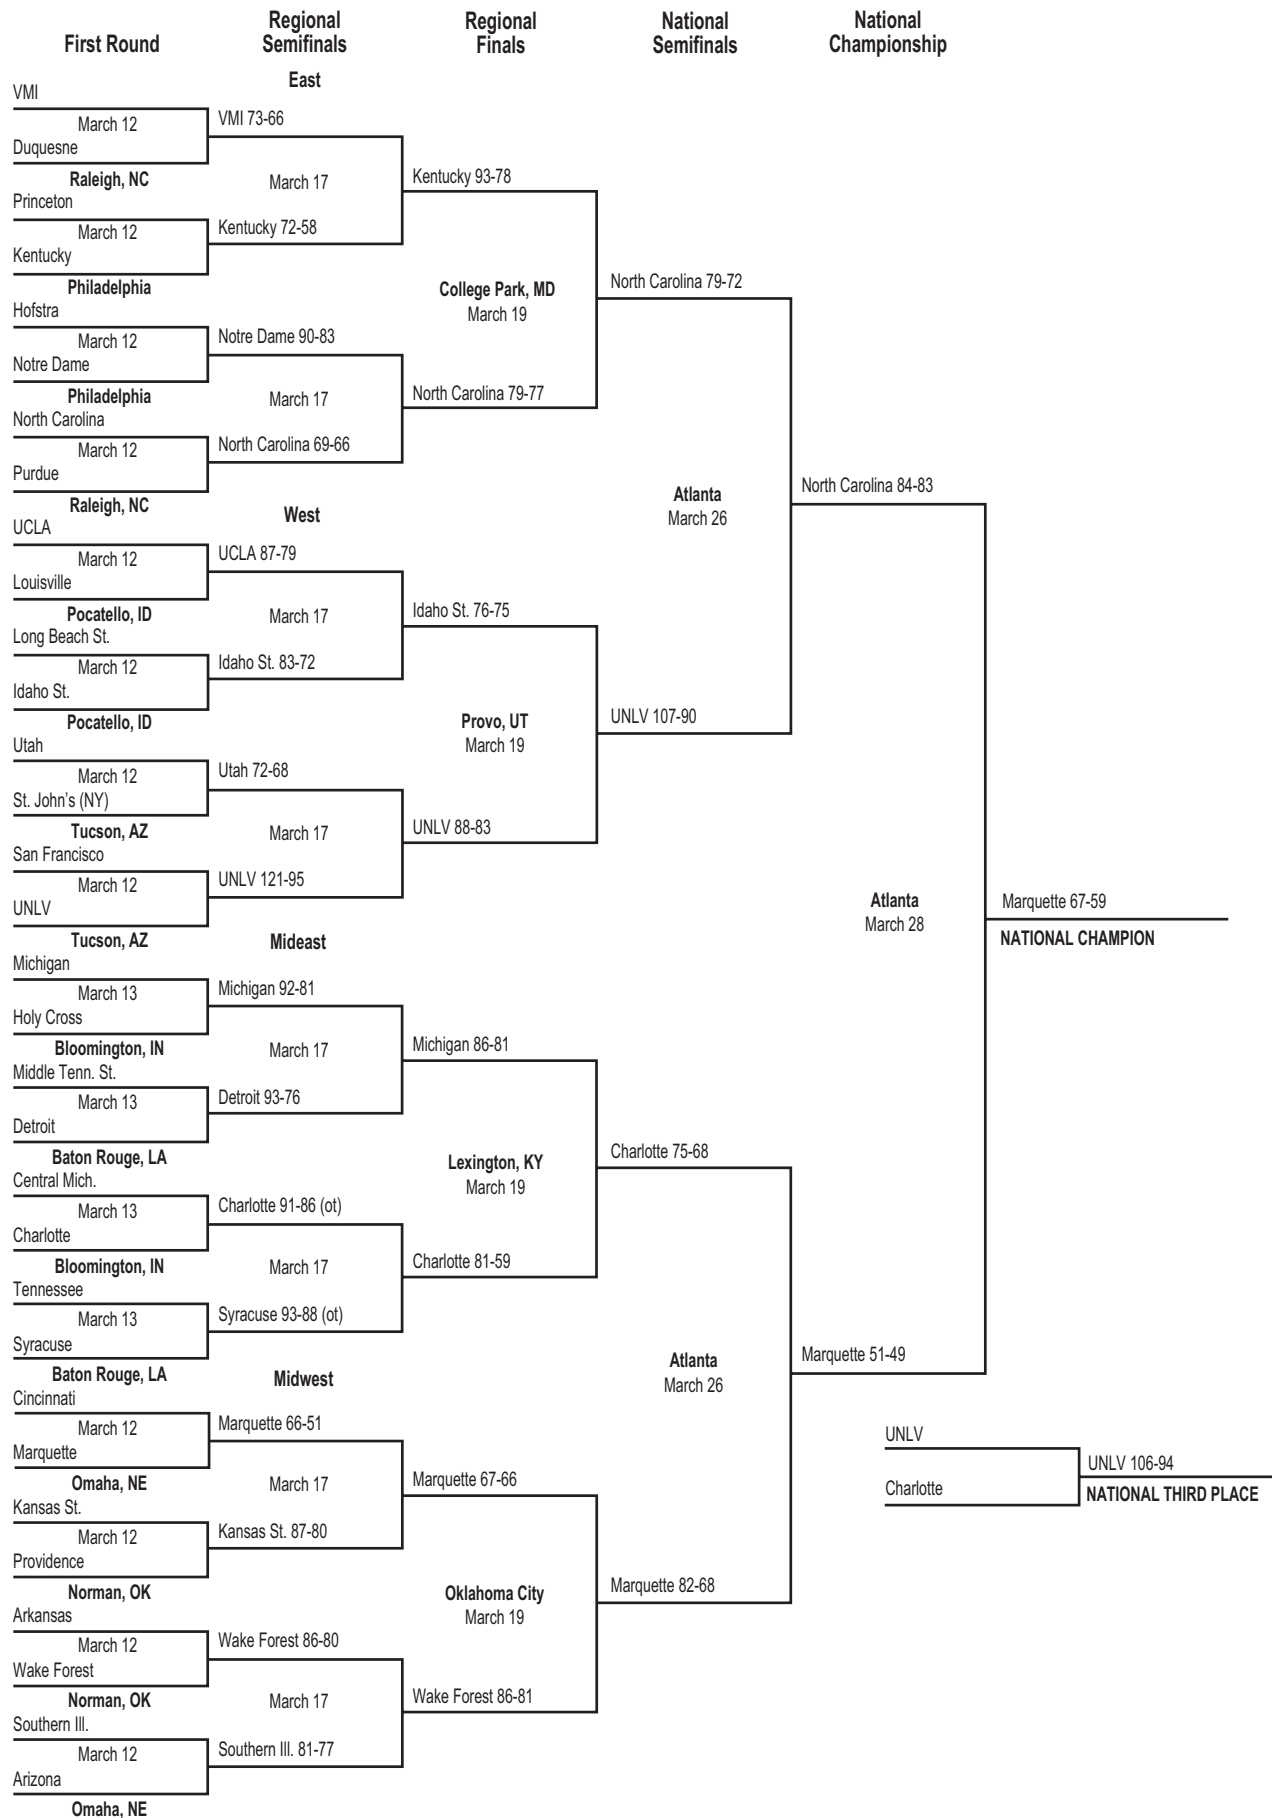 First Round
Regional
Semifinals
Regional
Finals
National
Semifinals
National
Championship
East
VMI
March 12
Duquesne
Raleigh, NC
Princeton
March 12
Kentucky
Philadelphia
Hofstra
March 12
Notre Dame
Philadelphia
North Carolina
March 12
Purdue
Raleigh, NC
VMI 73-66
March 17
Kentucky 72-58
Notre Dame 90-83
March 17
North Carolina 69-66
Kentucky 93-78
College Park, MD
March 19
North Carolina 79-77
North Carolina 79-72
West
UCLA
March 12
Louisville
Pocatello, ID
Long Beach St.
March 12
Idaho St.
Pocatello, ID
Utah
March 12
St. John's (NY)
Tucson, AZ
San Francisco
March 12
UNLV
Tucson, AZ
UCLA 87-79
March 17
Idaho St. 83-72
Utah 72-68
March 17
UNLV 121-95
Idaho St. 76-75
Provo, UT
March 19
UNLV 88-83
UNLV 107-90
Atlanta
March 26
North Carolina 84-83
Mideast
Michigan
March 13
Holy Cross
Bloomington, IN
Middle Tenn. St.
March 13
Detroit
Baton Rouge, LA
Central Mich.
March 13
Charlotte
Bloomington, IN
Tennessee
March 13
Syracuse
Baton Rouge, LA
Michigan 92-81
March 17
Detroit 93-76
Charlotte 91-86 (ot)
March 17
Syracuse 93-88 (ot)
Michigan 86-81
Lexington, KY
March 19
Charlotte 81-59
Charlotte 75-68
Midwest
Cincinnati
March 12
Marquette
Omaha, NE
Kansas St.
March 12
Providence
Norman, OK
Arkansas
March 12
Wake Forest
Norman, OK
Southern Ill.
March 12
Arizona
Omaha, NE
Marquette 66-51
March 17
Kansas St. 87-80
Wake Forest 86-80
March 17
Southern Ill. 81-77
Marquette 67-66
Oklahoma City
March 19
Wake Forest 86-81
Marquette 82-68
Atlanta
March 26
Marquette 51-49
Atlanta
March 28
Marquette 67-59
NATIONAL CHAMPION
UNLV
Charlotte
UNLV 106-94
NATIONAL THIRD PLACE